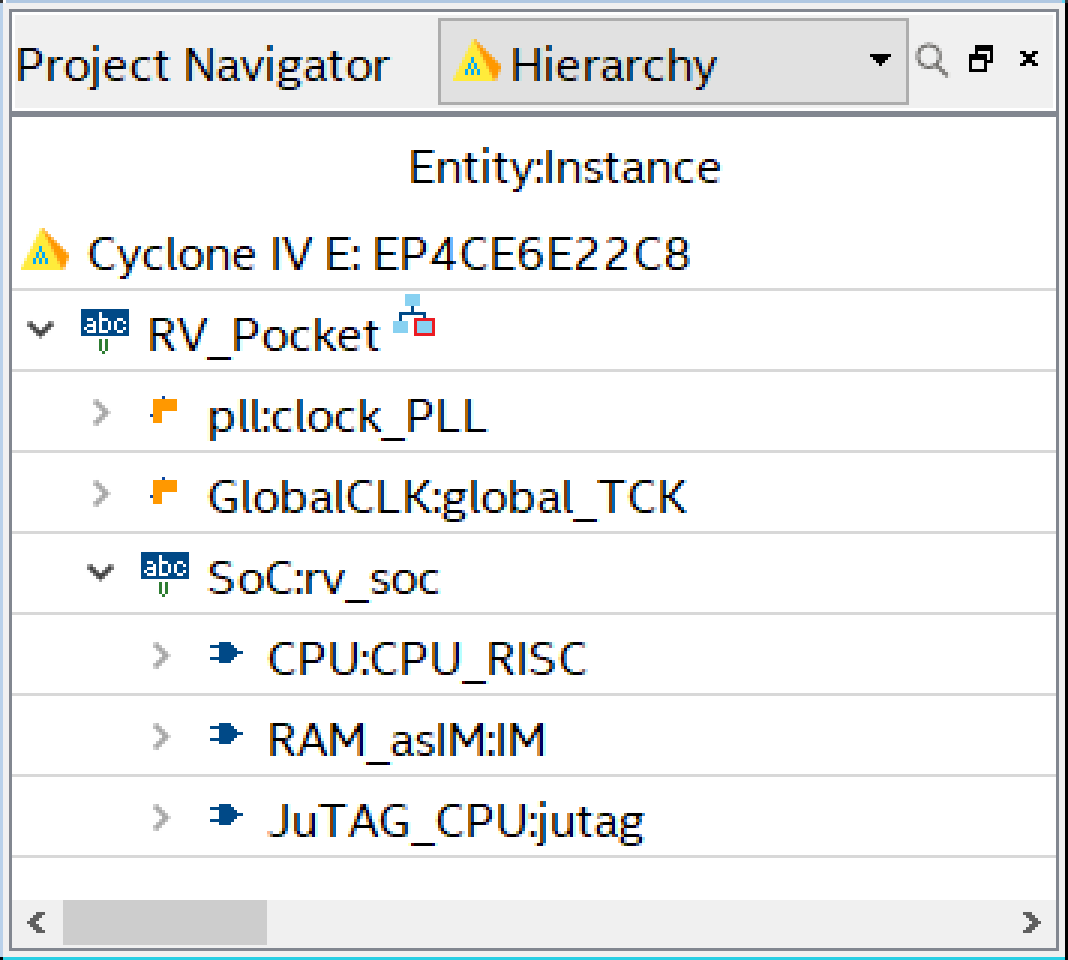 Project Navigator Hierarchy
Entity:Instance
Cyclone IV E: EP4CE6E22C8
abc RV_Pocket
pll:clock_PLL
GlobalCLK:global_TCK
abc SoC:rv_soc
CPU:CPU_RISC
RAM_asIM:IM
JuTAG_CPU:jutag